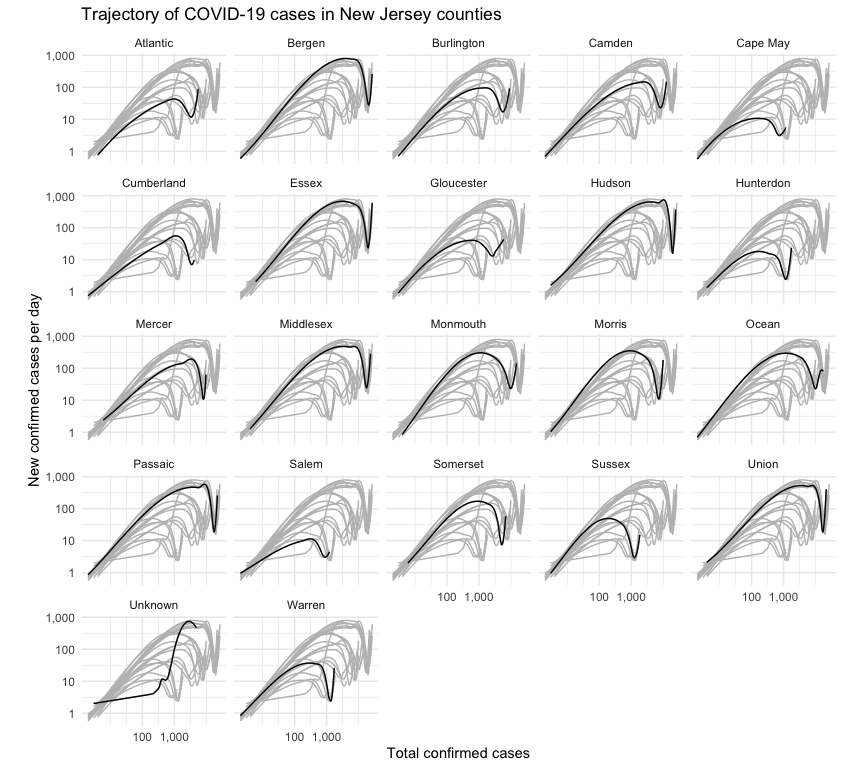 Trajectory of COVID-19 cases in New Jersey counties
Atlantic Bergen Burlington Camden Cape May
1,000
100
10
1
Cumberland Essex Gloucester Hudson Hunterdon
1,000
100
10
1
Mercer Middlesex Monmouth Morris Ocean
1,000
100
10
1
Passaic Salem Somerset Sussex Union
1,000
100
10
1
100 1,000 100 1,000 100 1,000
Unknown Warren
1,000
100
10
1
100 1,000 100 1,000
New confirmed cases per day
Total confirmed cases